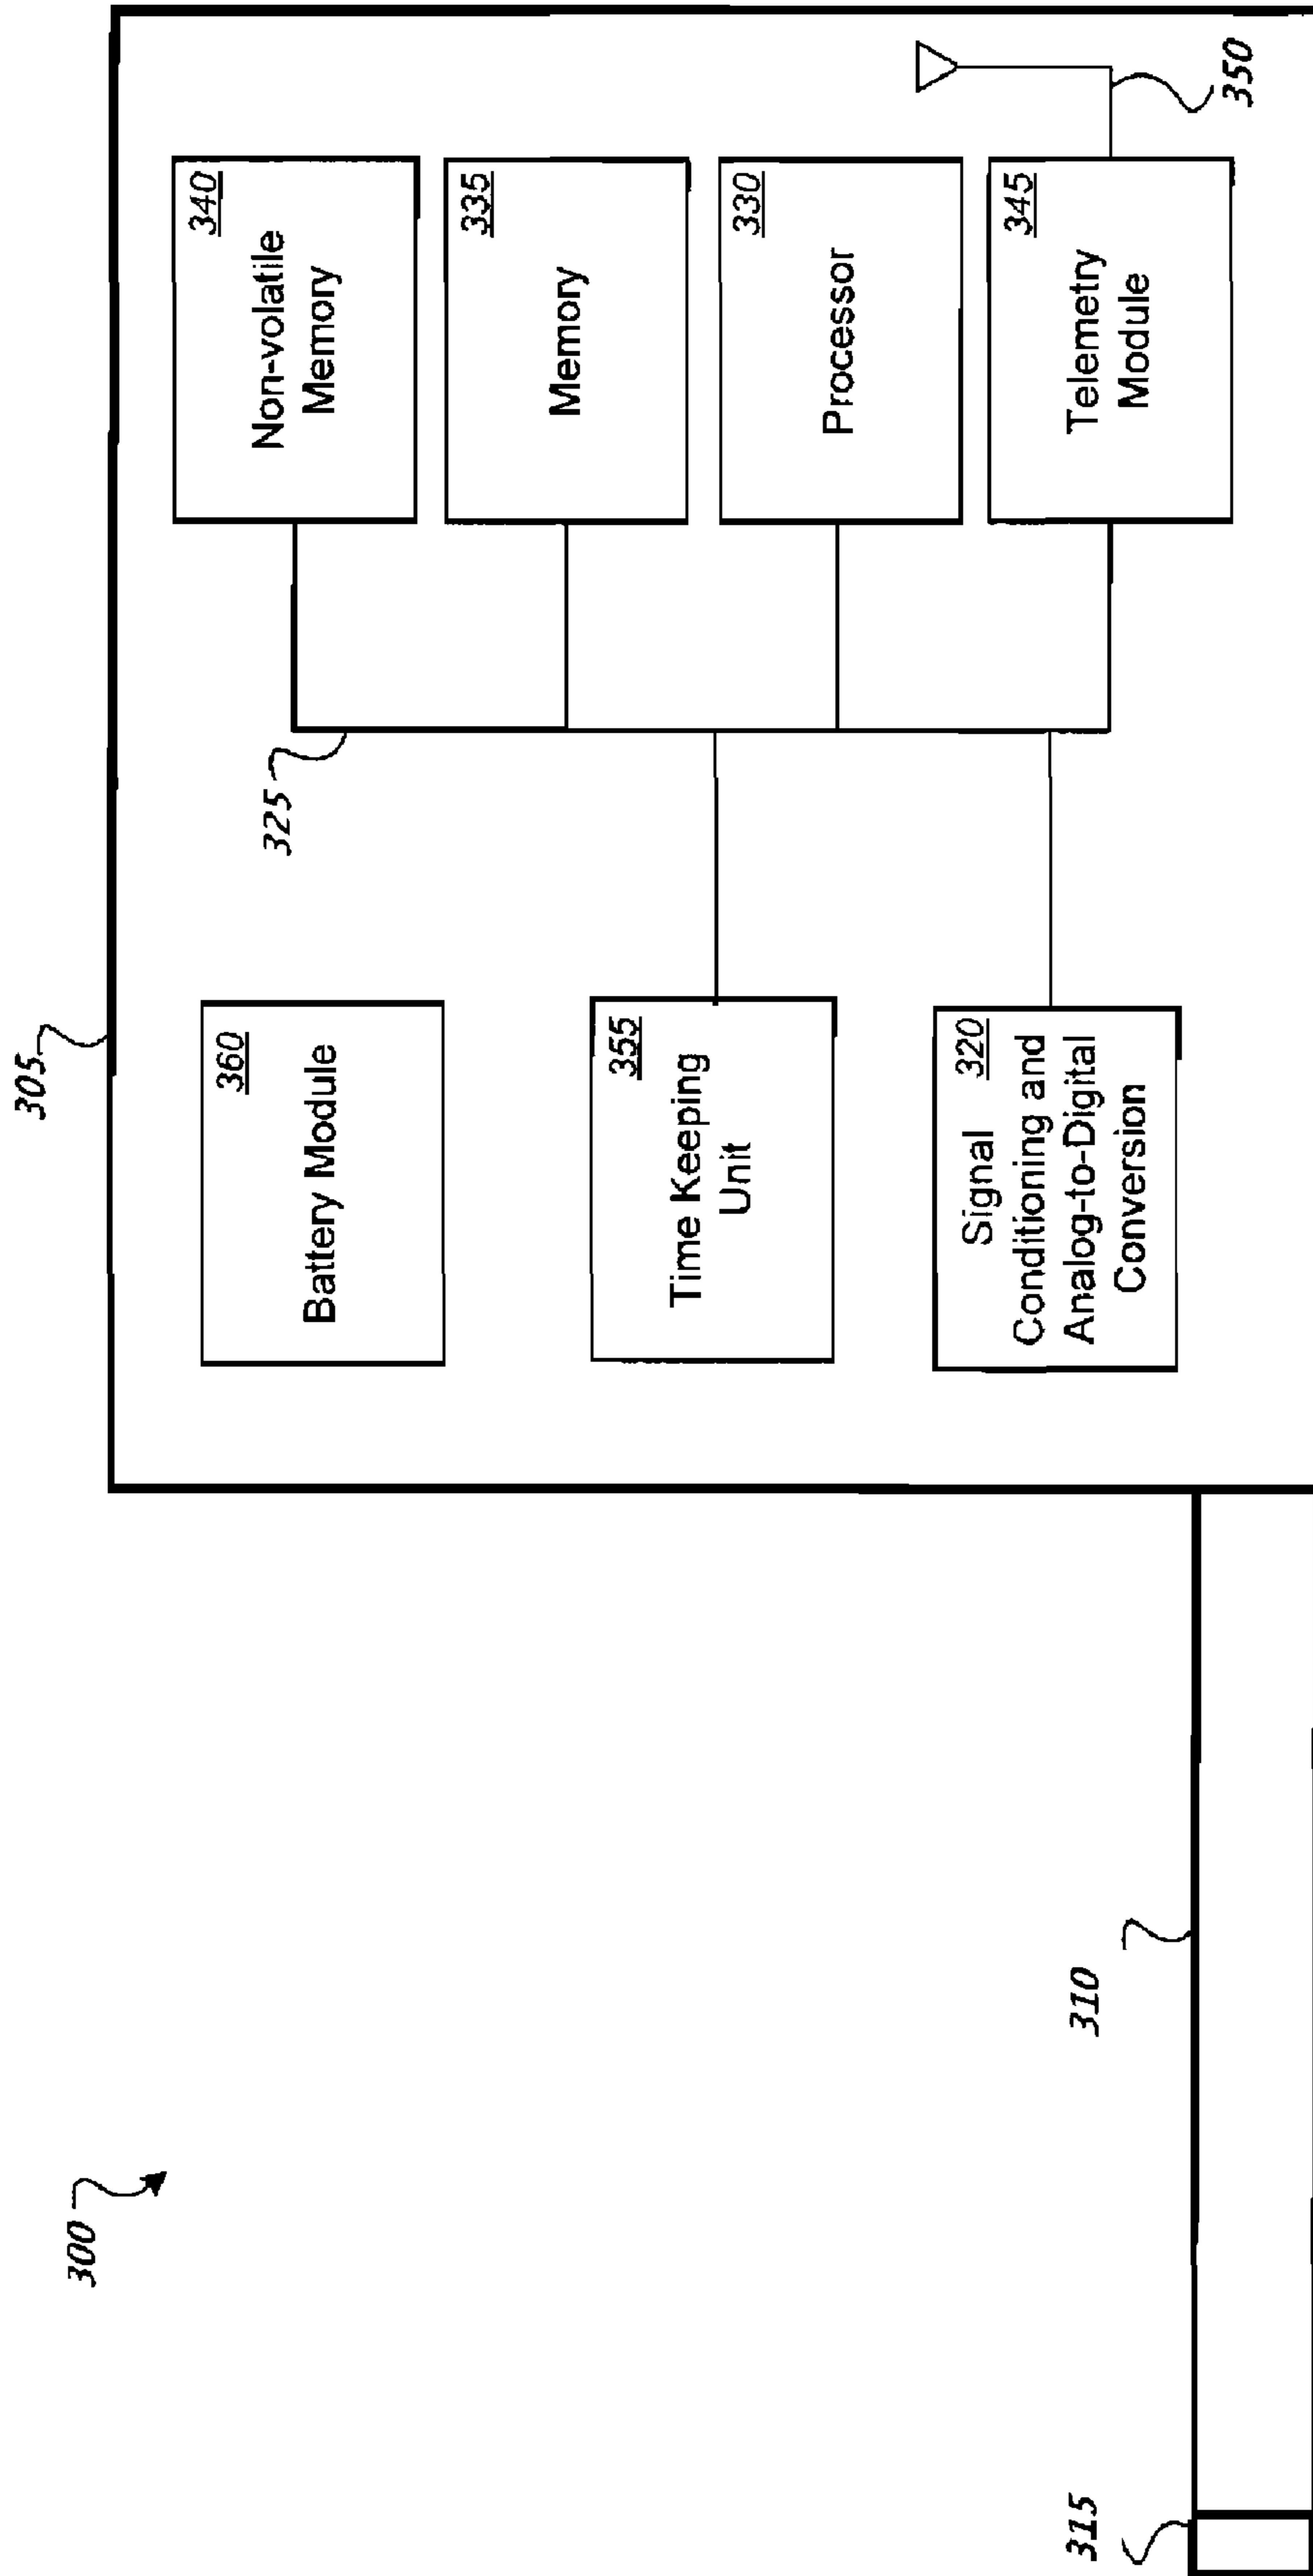 300
305
315
310
360
Battery Module
355
Time Keeping
Unit
320
Signal
Conditioning and
Analog-to-Digital
Conversion
325
340
Non-volatile
Memory
335
Memory
330
Processor
345
Telemetry
Module
350